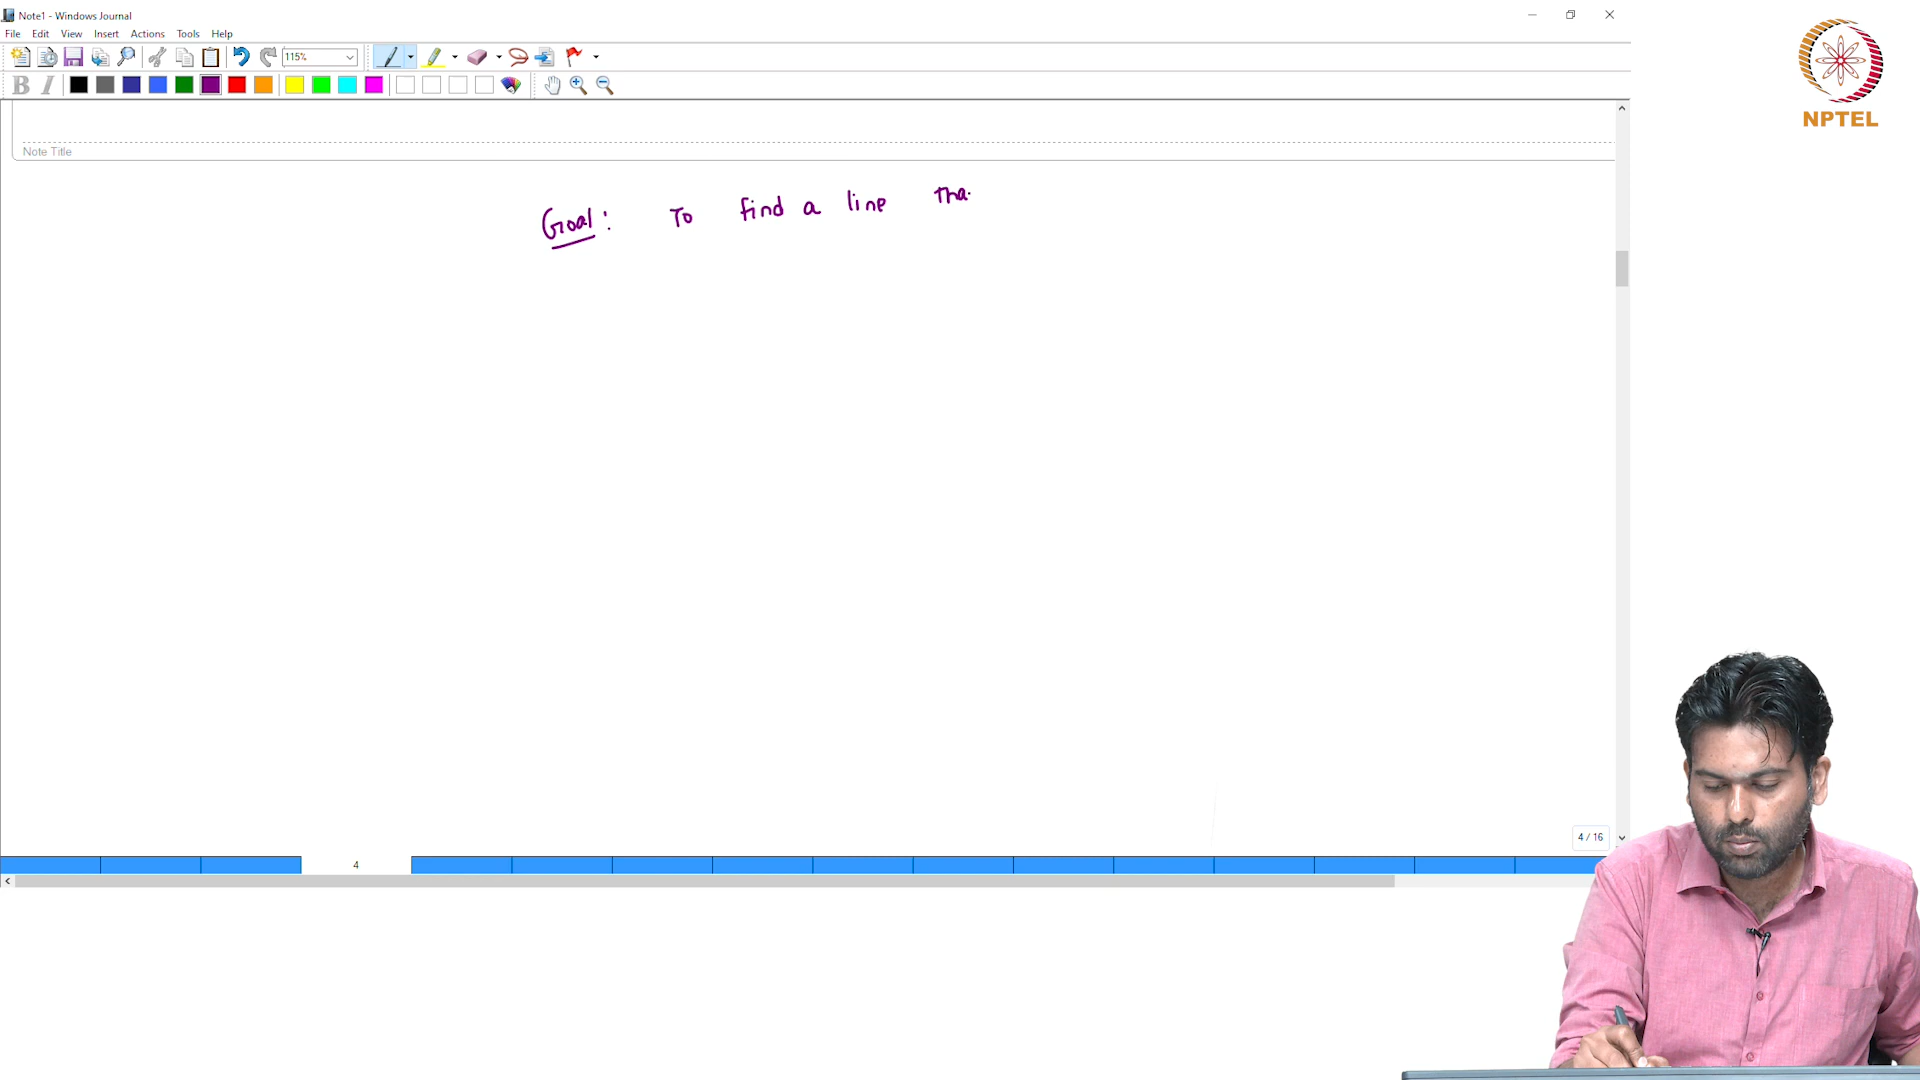 Note1 - Windows Journal
File Edit View Insert Actions Tools Help
115%
B I
NPTEL
Note Title
Goal: To find a line tha
4 / 16
4